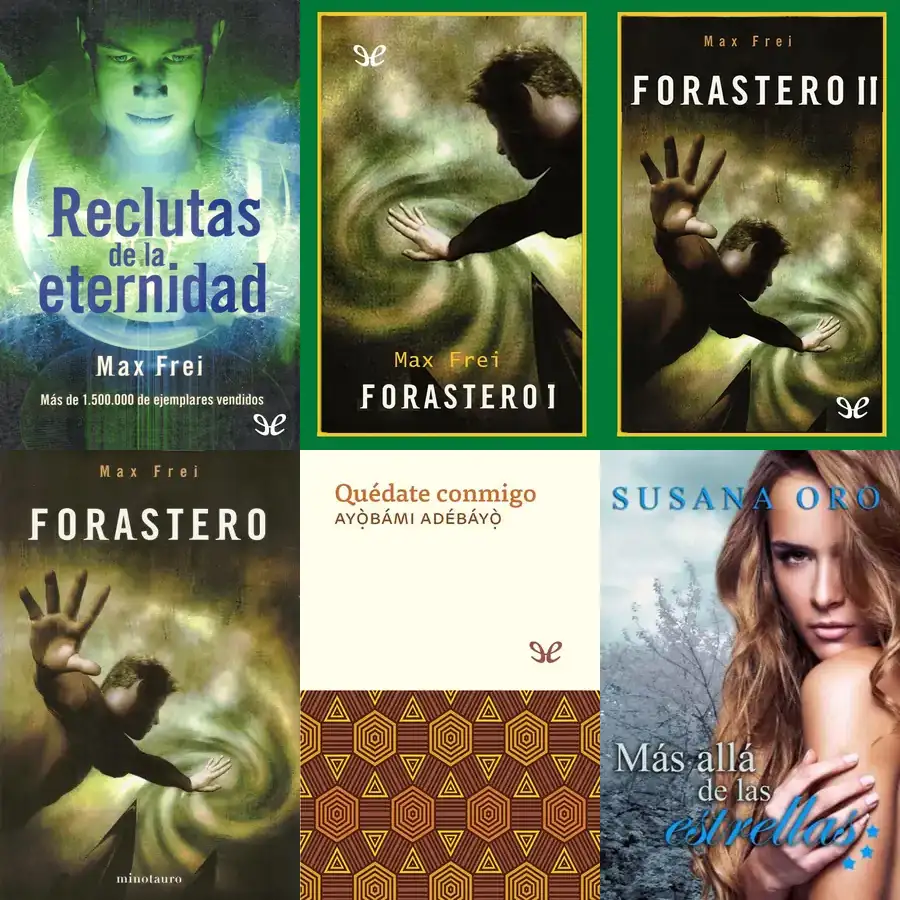 Reclutas
de la
eternidad
Max Frei
Más de 1.500.000 de ejemplares vendidos
Max Frei
FORASTERO I
Max Frei
FORASTERO II
Max Frei
FORASTERO
minotauro
Quédate conmigo
AYỌ̀BÁMI ADÉBÁYỌ̀
SUSANA ORO
Más allá
de las
estrellas